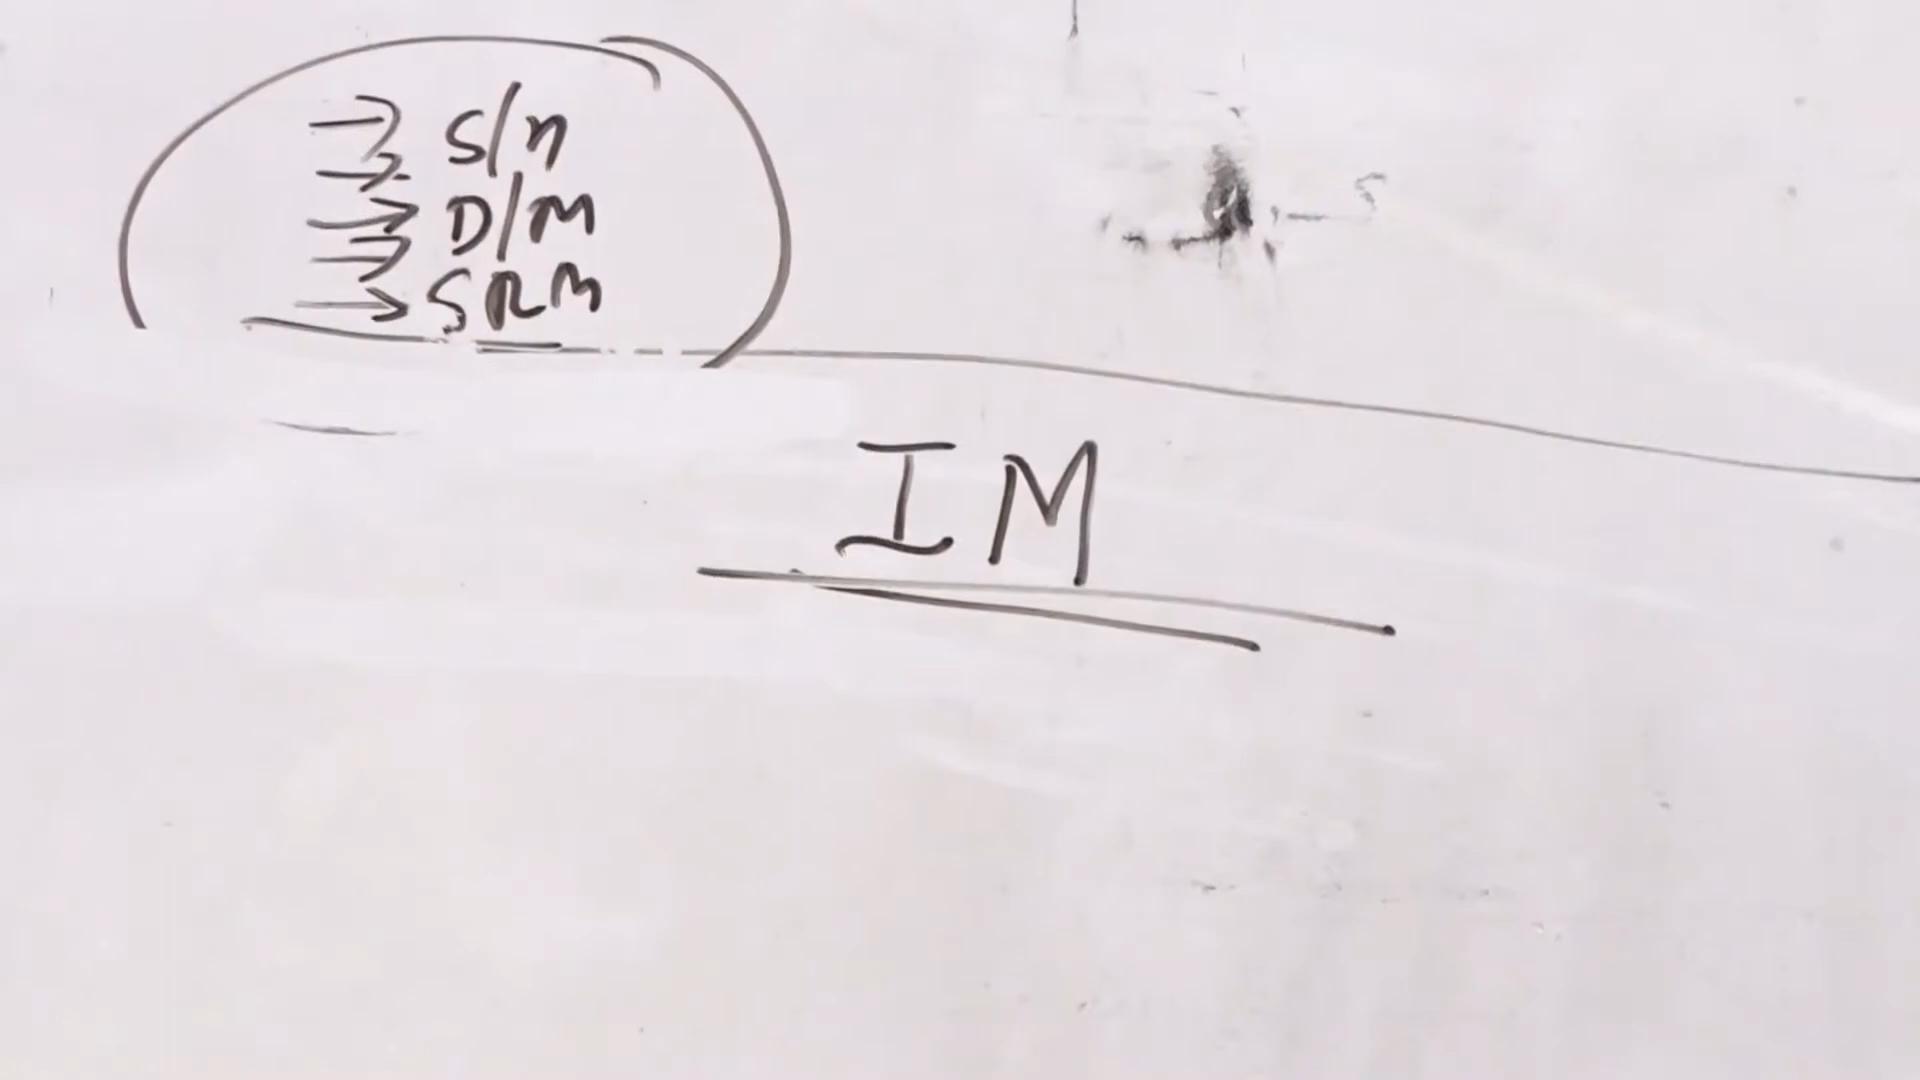 → S/M
→
→ D/M
→
→ SRM
IM